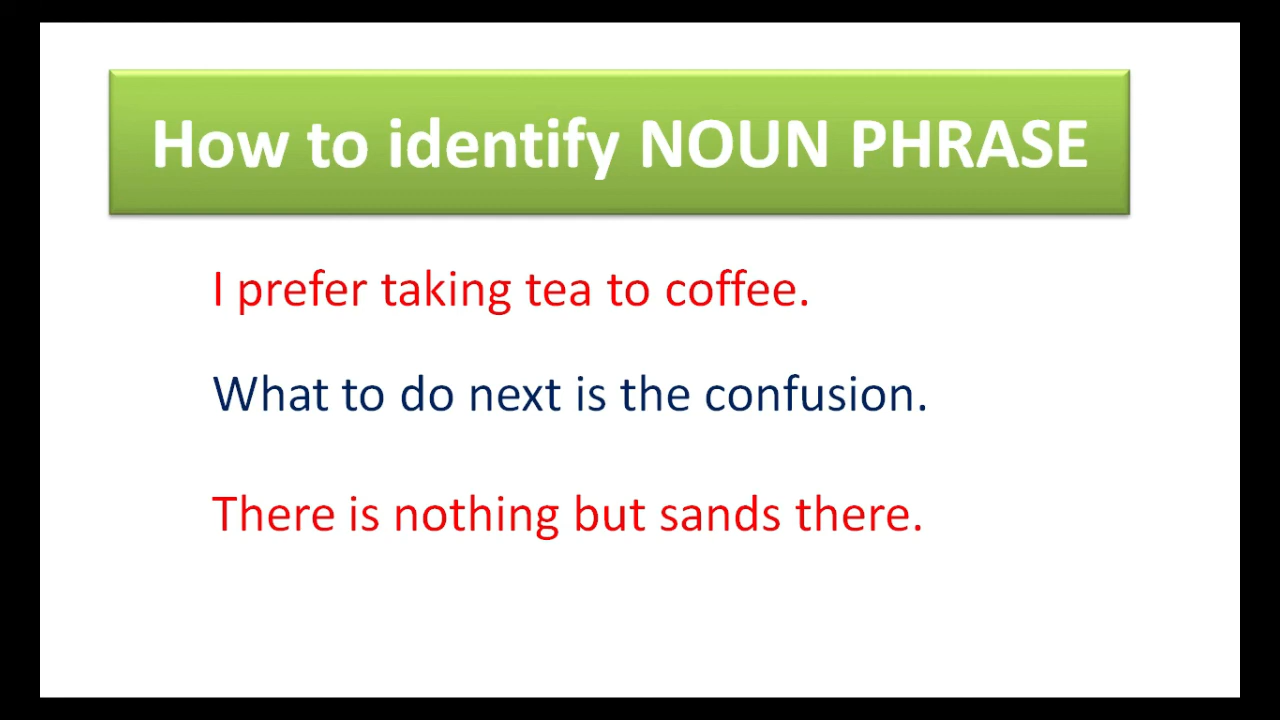 How to identify NOUN PHRASE
I prefer taking tea to coffee.
What to do next is the confusion.
There is nothing but sands there.